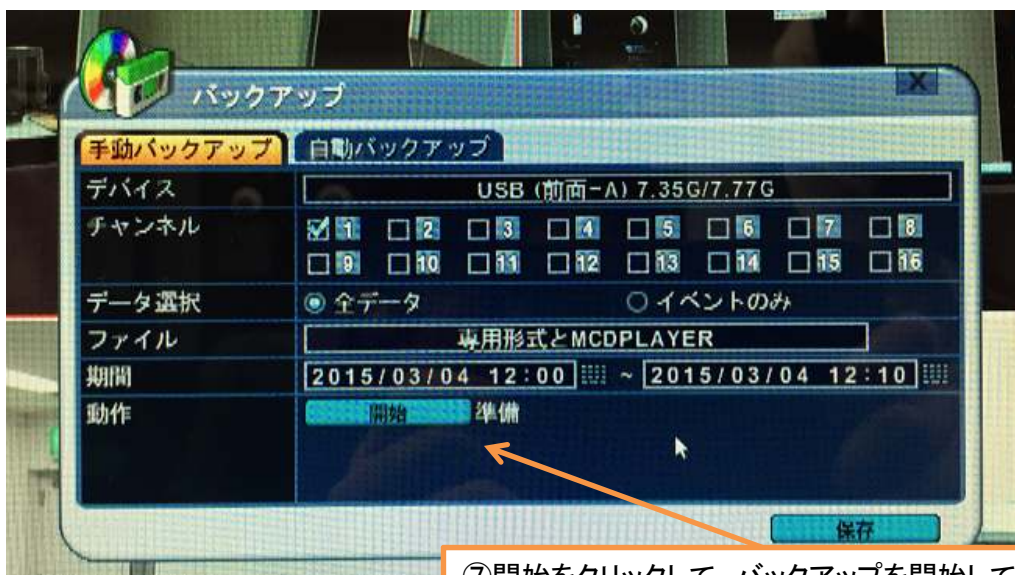 バックアップ
X
手動バックアップ 自動バックアップ
デバイス USB (前面-A) 7.35G/7.77G
チャンネル 1 2 3 4 5 6 7 8
9 10 11 12 13 14 15 16
データ選択 全データ イベントのみ
ファイル 専用形式とMCDPLAYER
期間 2015/03/04 12:00 ~ 2015/03/04 12:10
動作 開始 準備
保存
⑦開始をクリックして、バックアップを開始して